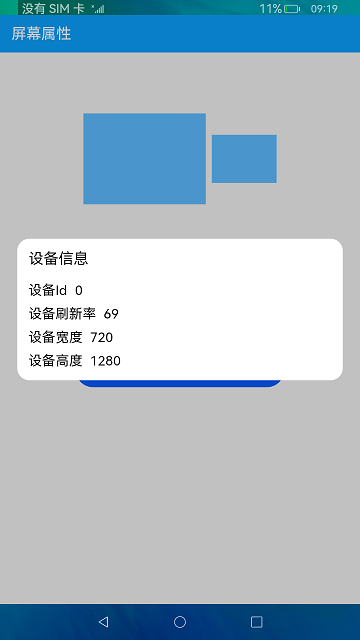 没有 SIM 卡 11% 09:19
屏幕属性
设备信息
设备Id 0
设备刷新率 69
设备宽度 720
设备高度 1280